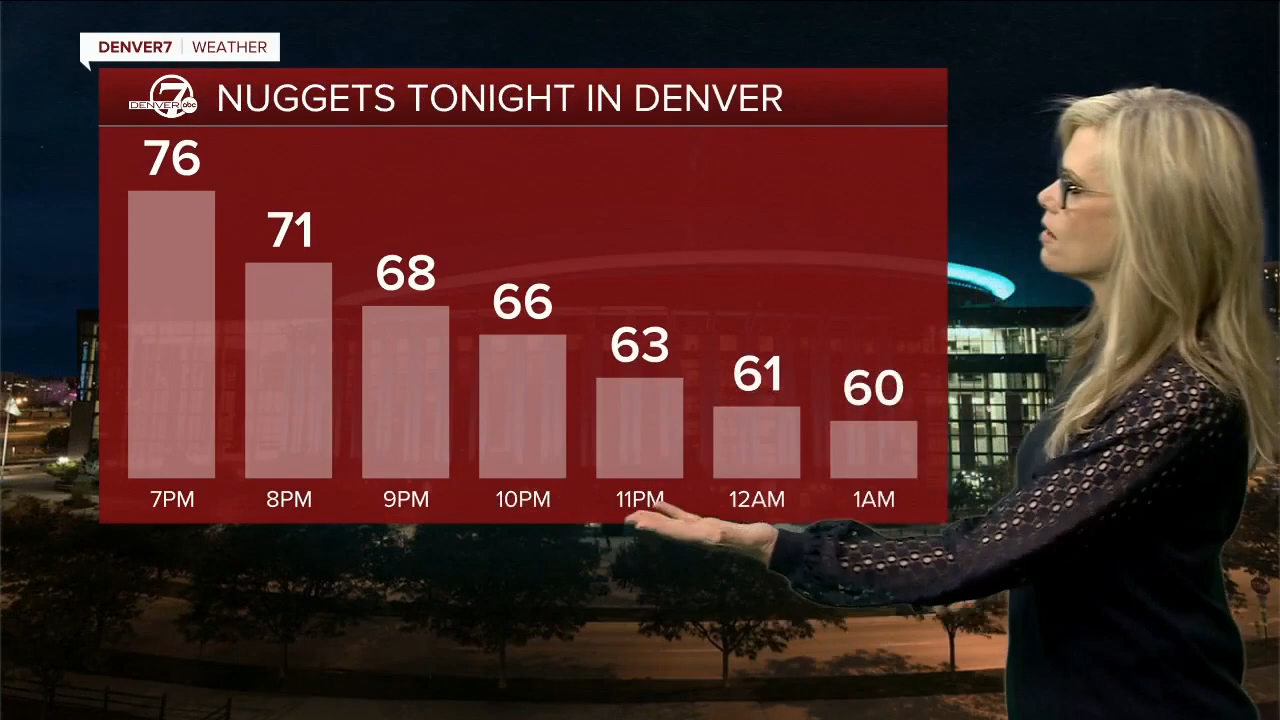 DENVER7 | WEATHER
7
DENVER abc
NUGGETS TONIGHT IN DENVER
76
71
68
66
63
61
60
7PM 8PM 9PM 10PM 11PM 12AM 1AM